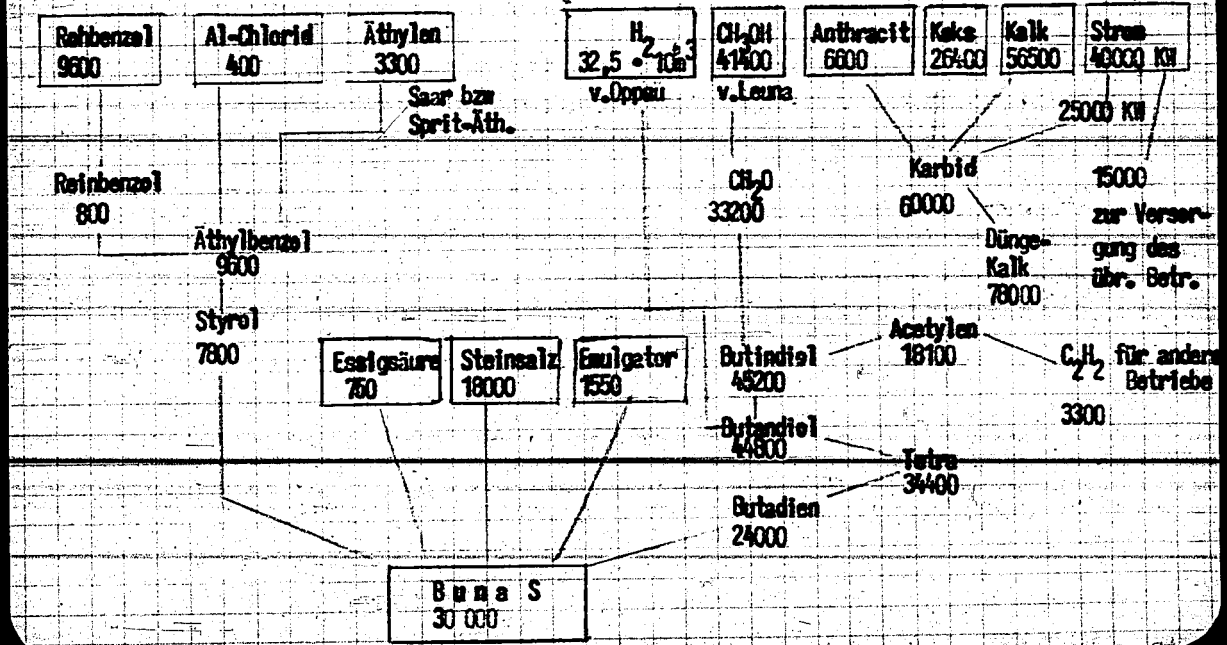 Rohbenzol
9600
Al-Chlorid
400
Äthylen
3300
H2
32,5 • 10⁶m³
v.Oppau
CH3OH
41400
v.Leuna
Anthracit
6600
Koks
26400
Kalk
56500
Strom
40000 KW
Saar bzw
Sprit-Äth.
25000 KW
Reinbenzol
800
CH2O
33200
Karbid
60000
15000
zur Versor-
gung des
übr. Betr.
Äthylbenzol
9600
Dünge-
Kalk
78000
Styrol
7800
Essigsäure
750
Steinsalz
18000
Emulgator
1550
Butindiol
45200
Acetylen
18100
C2H2 für andere
Betriebe
3300
Butandiol
44800
Tetra
34400
Butadien
24000
Buna S
30 000